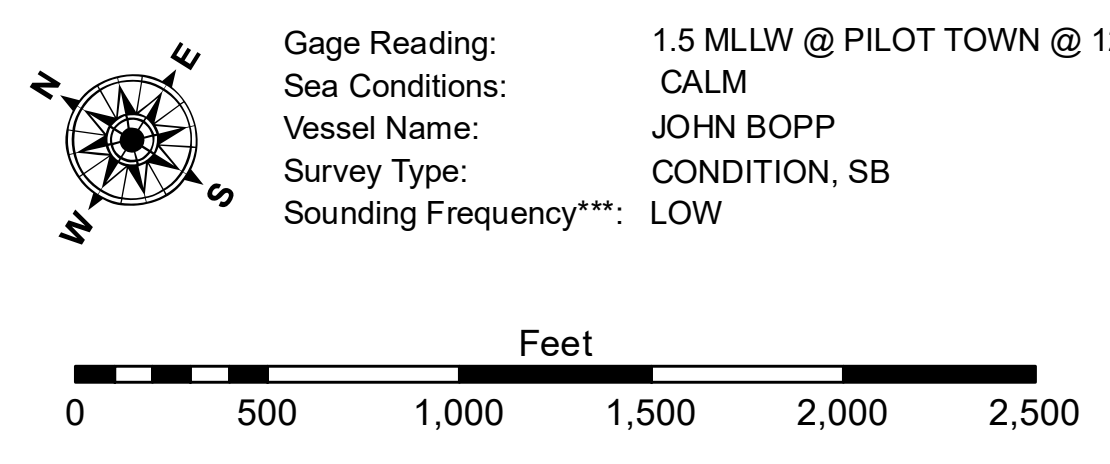 N
E
S
W
Gage Reading: 1.5 MLLW @ PILOT TOWN @
Sea Conditions: CALM
Vessel Name: JOHN BOPP
Survey Type: CONDITION, SB
Sounding Frequency***: LOW
Feet
0 500 1,000 1,500 2,000 2,500